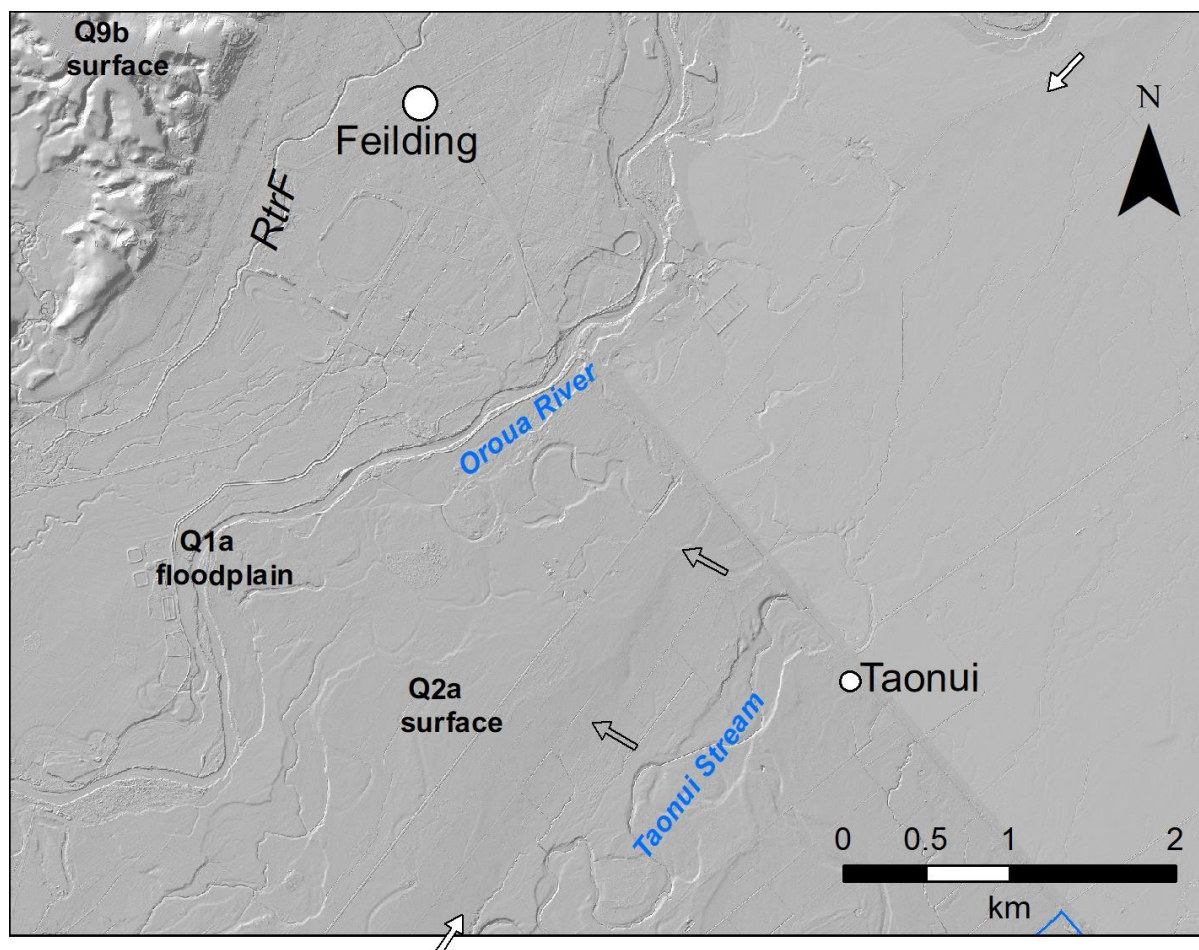 Q9b
surface
Feilding
N
RtrF
Oroua River
Q1a
floodplain
Q2a
surface
Taonui
Taonui Stream
0 0.5 1 2
km